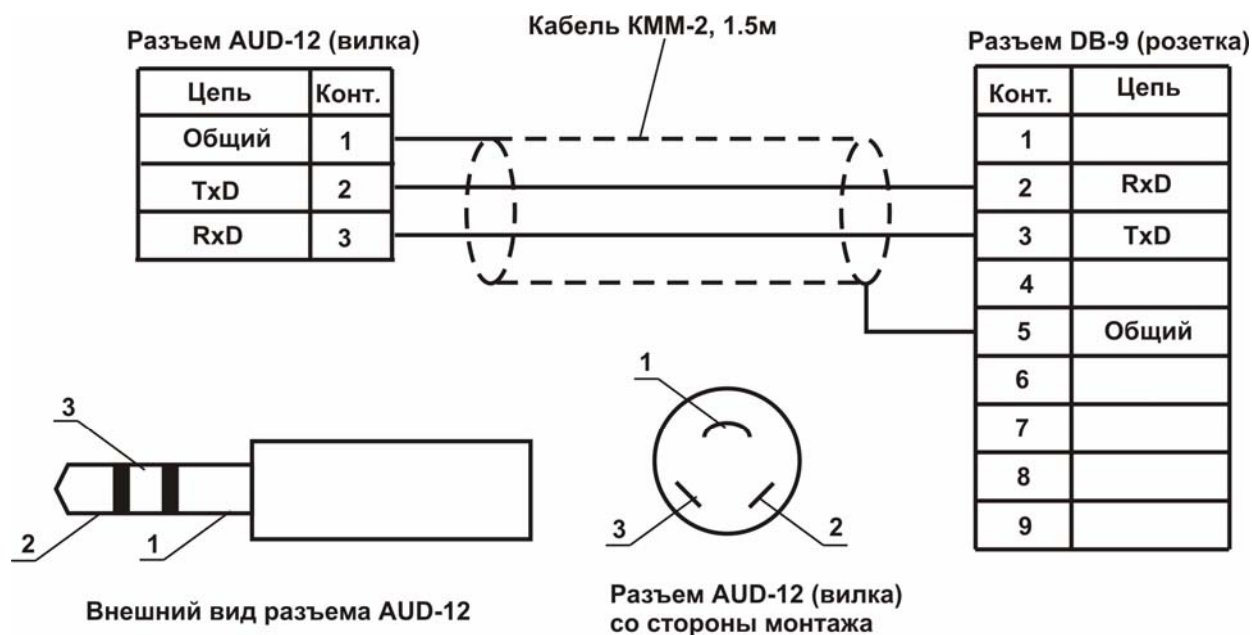 Кабель КММ-2, 1.5м
Разъем AUD-12 (вилка)
Разъем DB-9 (розетка)
Цепь Конт.
Общий 1
TxD 2
RxD 3
Конт. Цепь
1
2 RxD
3 TxD
4
5 Общий
6
7
8
9
3
2
1
Внешний вид разъема AUD-12
1
3
2
Разъем AUD-12 (вилка)
со стороны монтажа